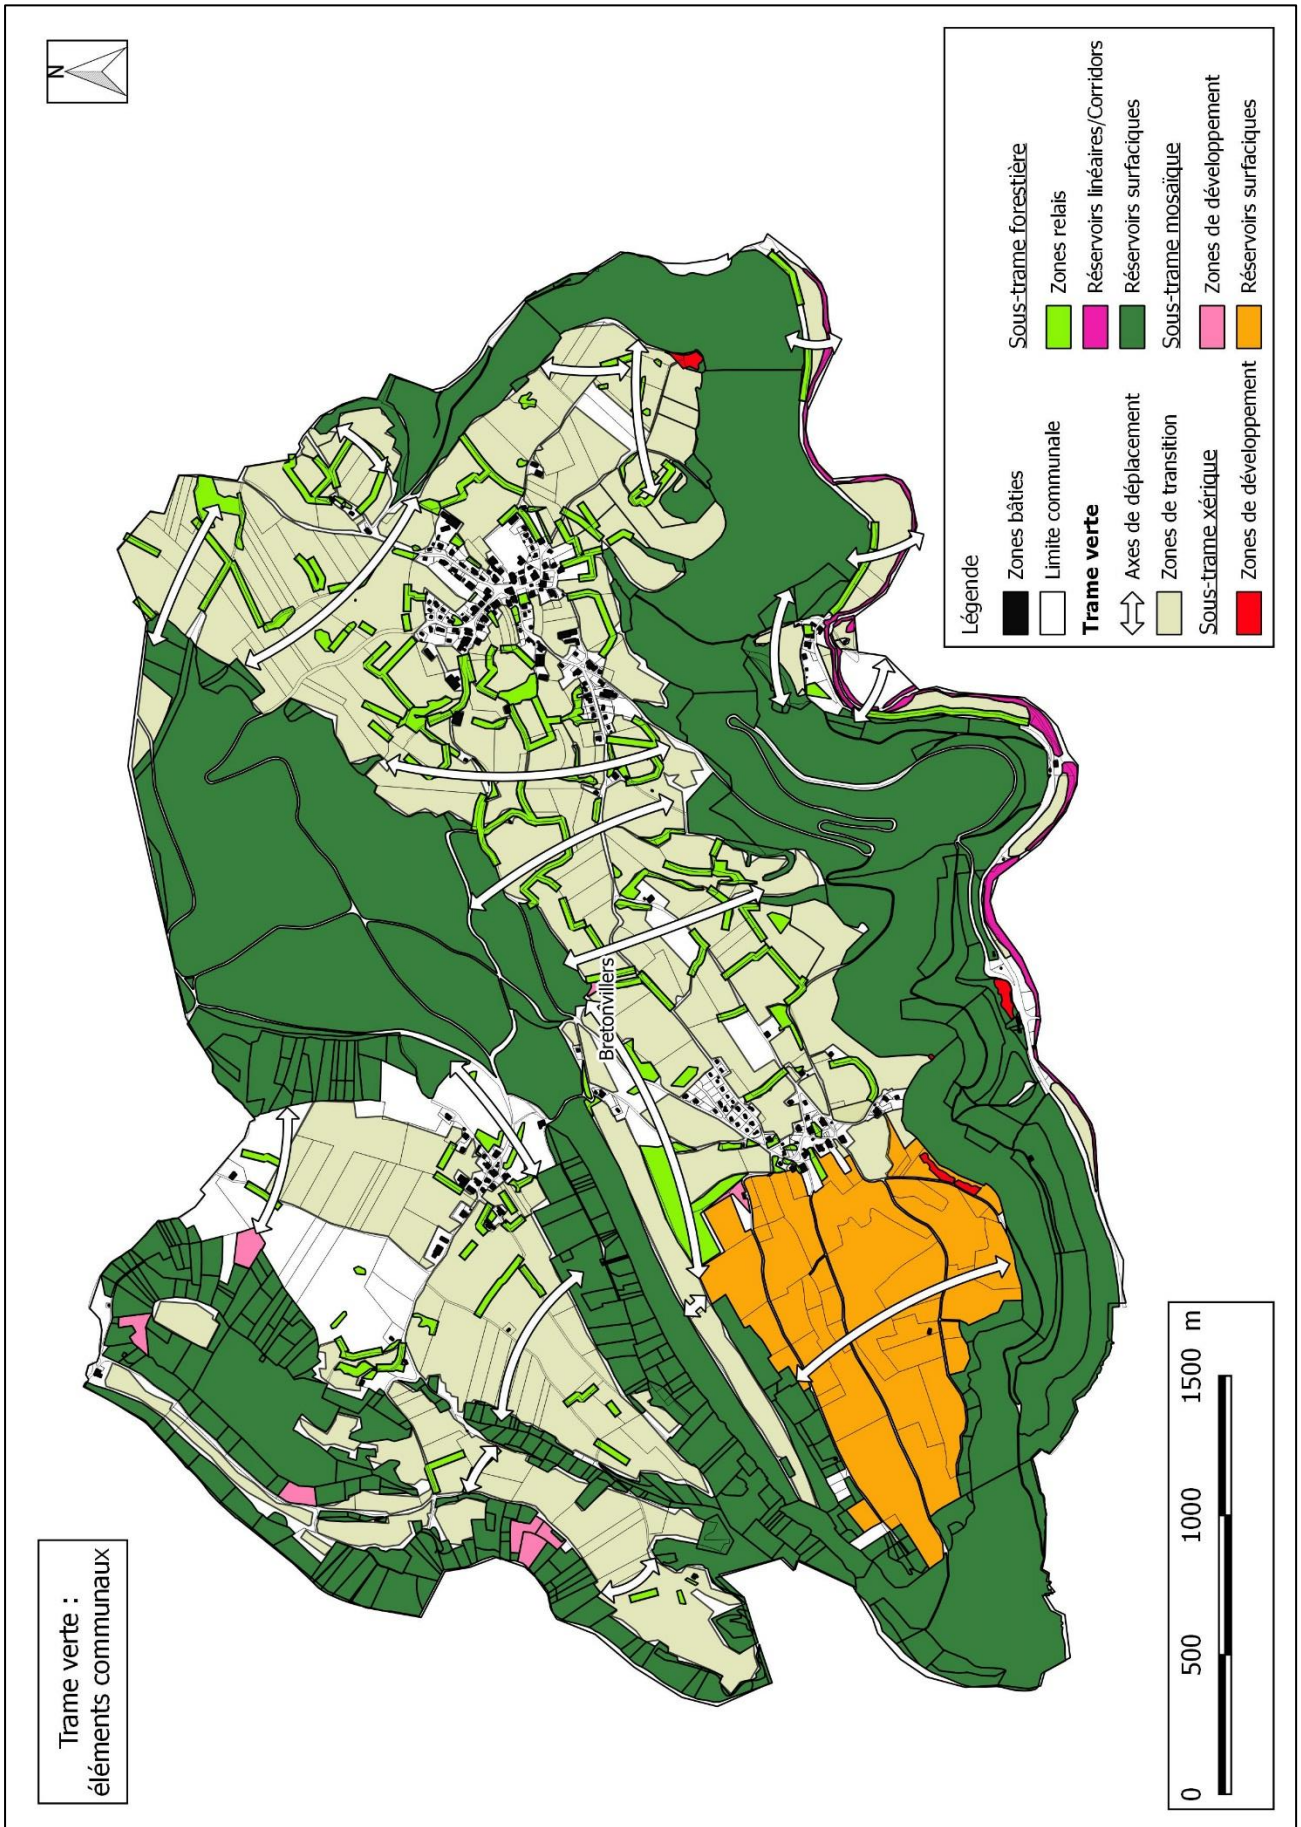 Trame verte :
éléments communaux
N
Bretonvillers
Légende
Zones bâties
Limite communale
Trame verte
Axes de déplacement
Zones de transition
Sous-trame xérique
Zones de développement
Sous-trame forestière
Zones relais
Réservoirs linéaires/Corridors
Réservoirs surfaciques
Sous-trame mosaïque
Zones de développement
Réservoirs surfaciques
0 500 1000 1500 m